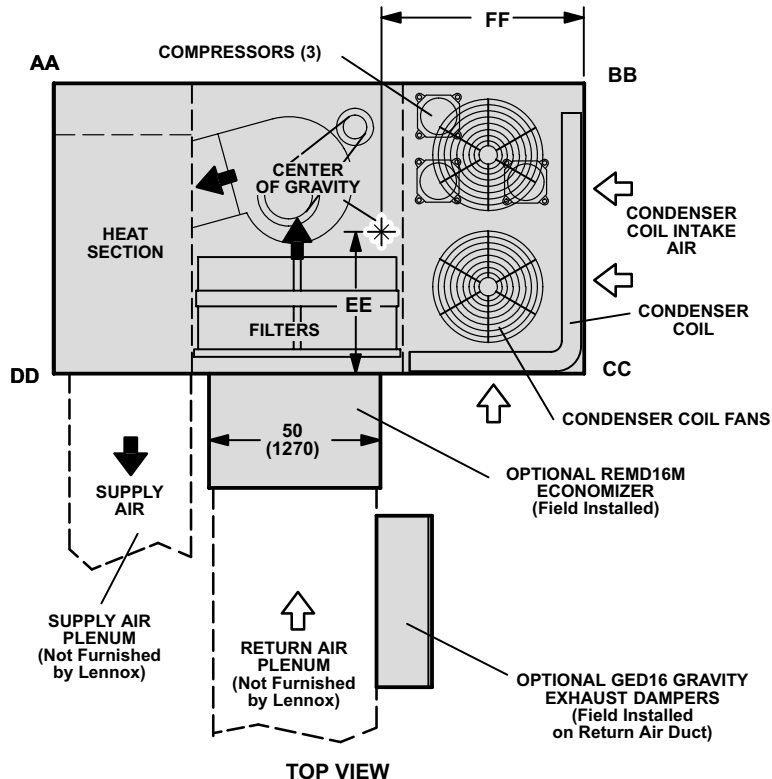 FF
COMPRESSORS (3)
AA
BB
CENTER
OF GRAVITY
HEAT
SECTION
CONDENSER
COIL INTAKE
AIR
EE
FILTERS
CONDENSER
COIL
DD
CC
50
(1270)
CONDENSER COIL FANS
SUPPLY
AIR
OPTIONAL REMD16M
ECONOMIZER
(Field Installed)
SUPPLY AIR
PLENUM
(Not Furnished
by Lennox)
RETURN AIR
PLENUM
(Not Furnished
by Lennox)
OPTIONAL GED16 GRAVITY
EXHAUST DAMPERS
(Field Installed
on Return Air Duct)
TOP VIEW